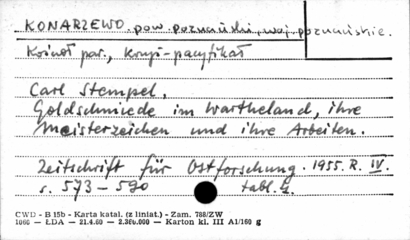 KONARZEWO pow. poznański, woj. poznańskie.
Kościół par., krzyż-pacyfikał
Carl Stempel,
Goldschmiede im Wartheland, ihre
Meisterzeichen und ihre Arbeiten.
Zeitschrift für Ostforschung. 1955. R. IV.
s. 573-590 tabl. 4.
CWD - B 15b - Karta katal. (z liniat.) - Zam. 788/ZW
1060 — ŁDA — 21.4.60 — 2.380.000 — Karton kl. III A1/160 g